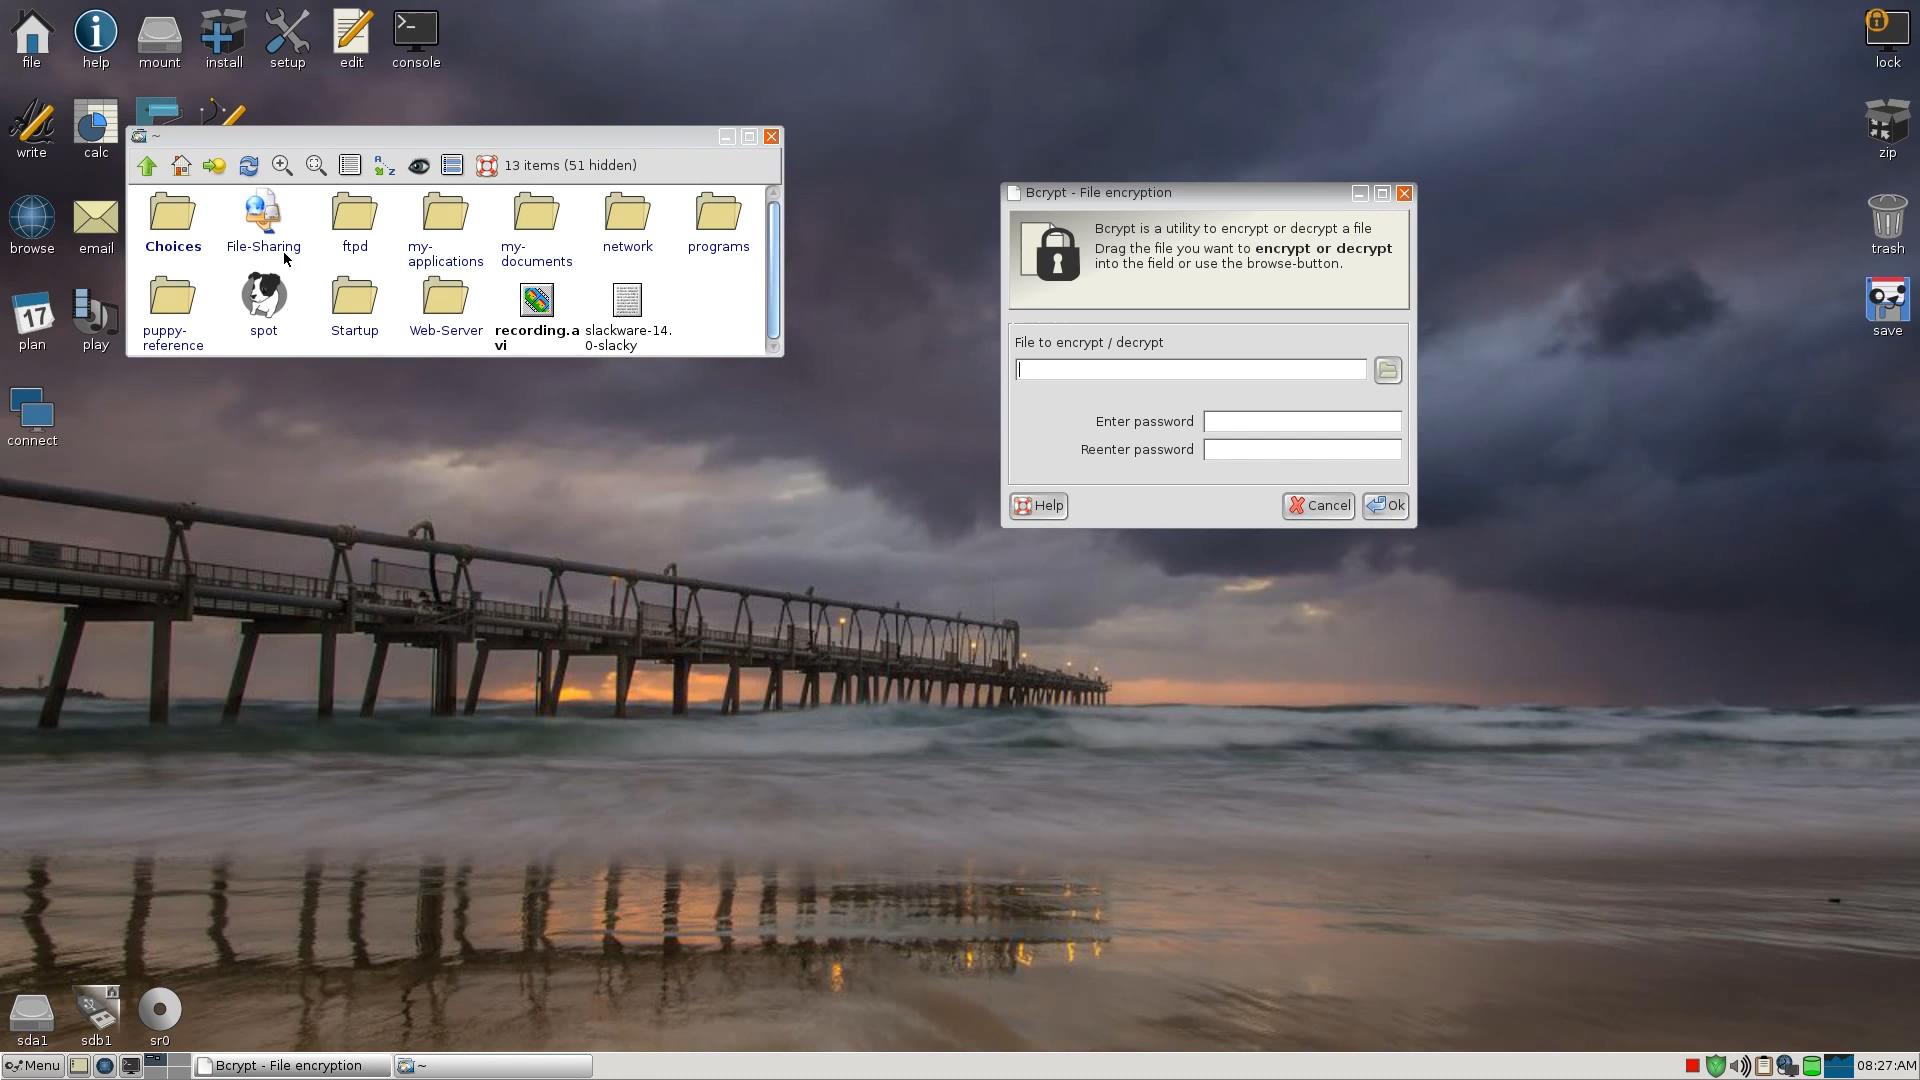 file
help
mount
install
setup
edit
console
lock
write
calc
zip
browse
email
trash
17
plan
play
save
connect
~
13 items (51 hidden)
Choices
File-Sharing
ftpd
my-
applications
my-
documents
network
programs
puppy-
reference
spot
Startup
Web-Server
recording.a
vi
slackware-14.
0-slacky
Bcrypt - File encryption
Bcrypt is a utility to encrypt or decrypt a file
Drag the file you want to encrypt or decrypt
into the field or use the browse-button.
File to encrypt / decrypt
Enter password
Reenter password
Help
Cancel
Ok
sda1
sdb1
sr0
Menu
Bcrypt - File encryption
~
08:27:AM